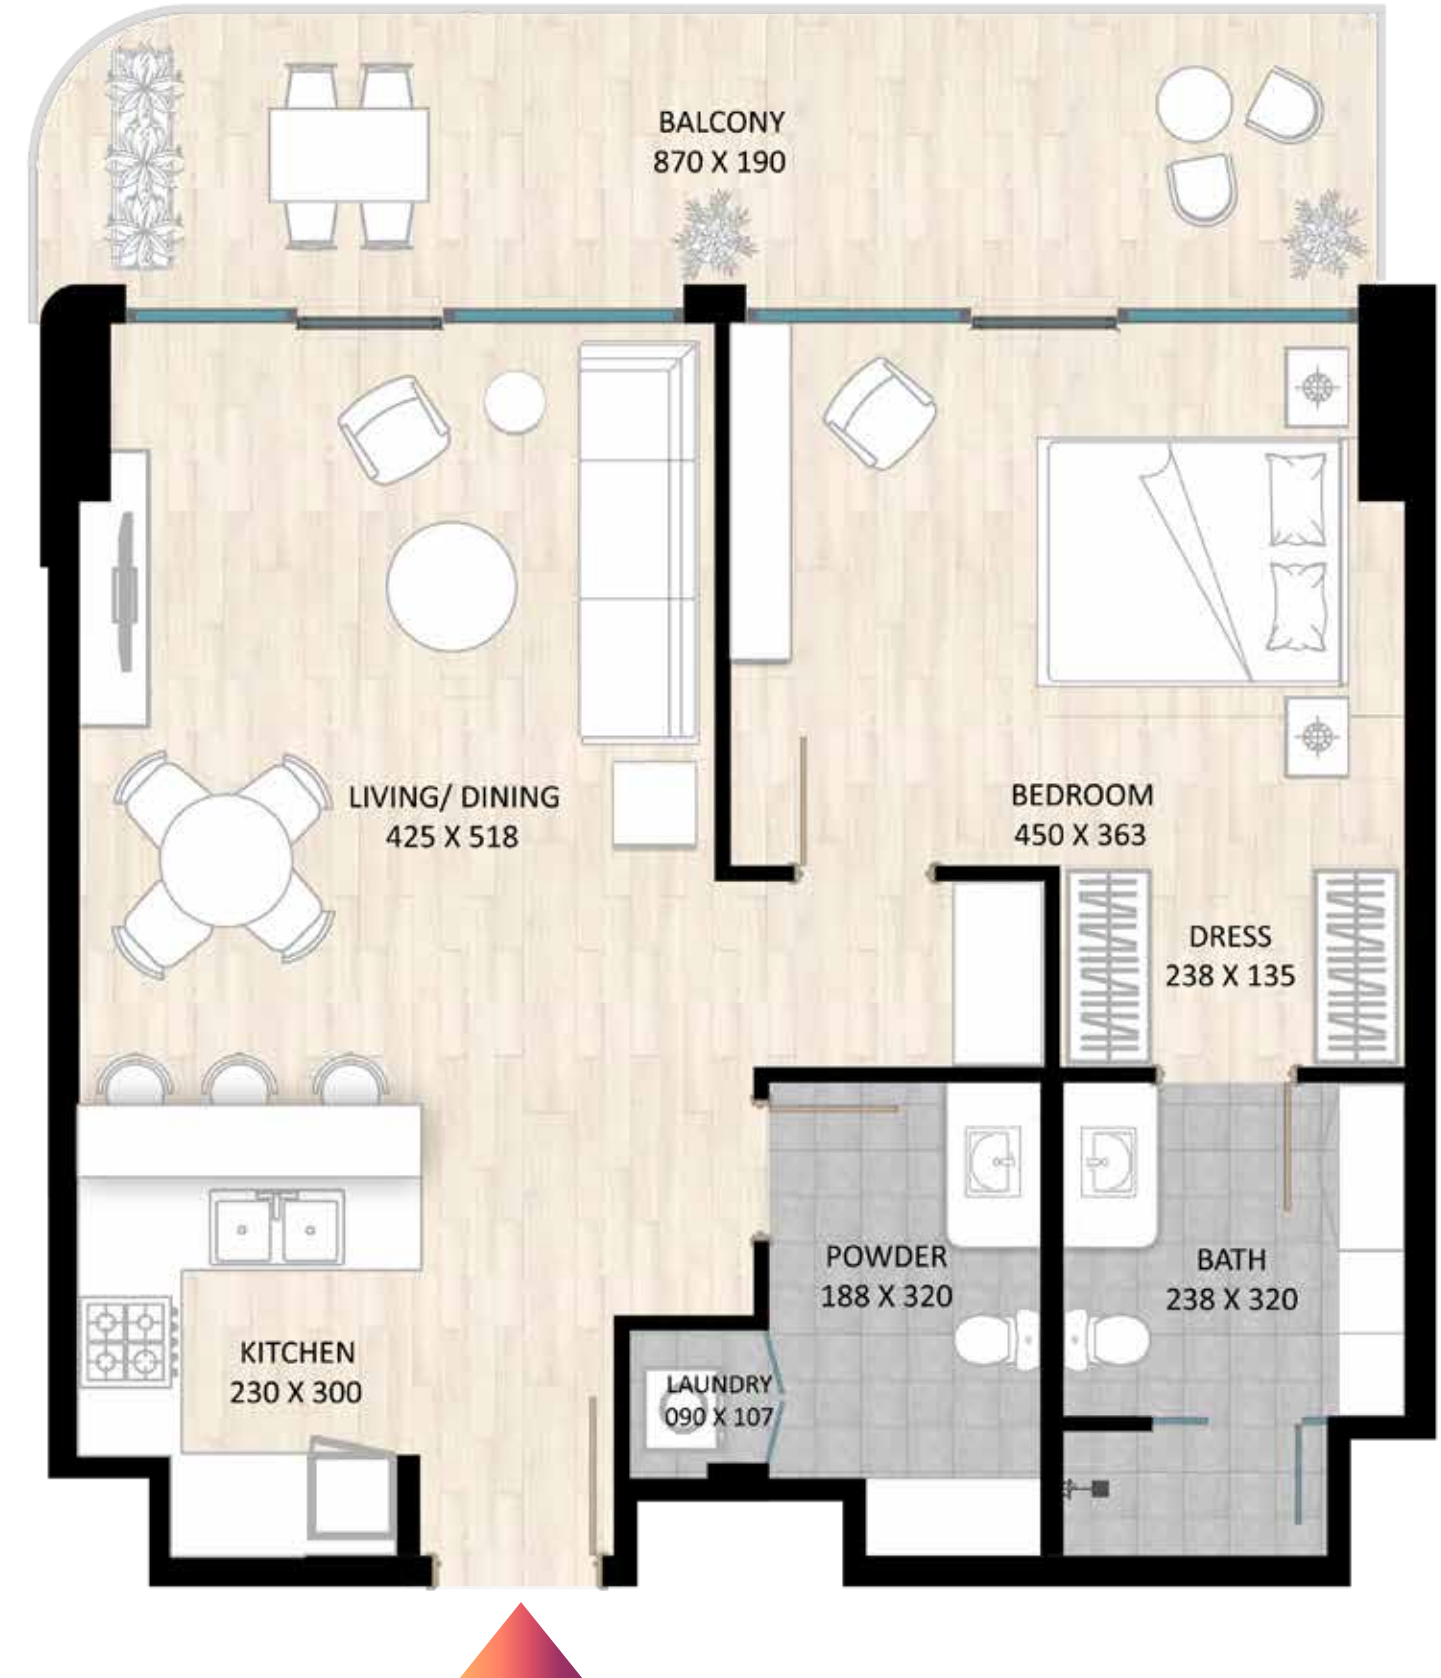 BALCONY
870 X 190
LIVING/ DINING
425 X 518
BEDROOM
450 X 363
DRESS
238 X 135
POWDER
188 X 320
BATH
238 X 320
KITCHEN
230 X 300
LAUNDRY
090 X 107